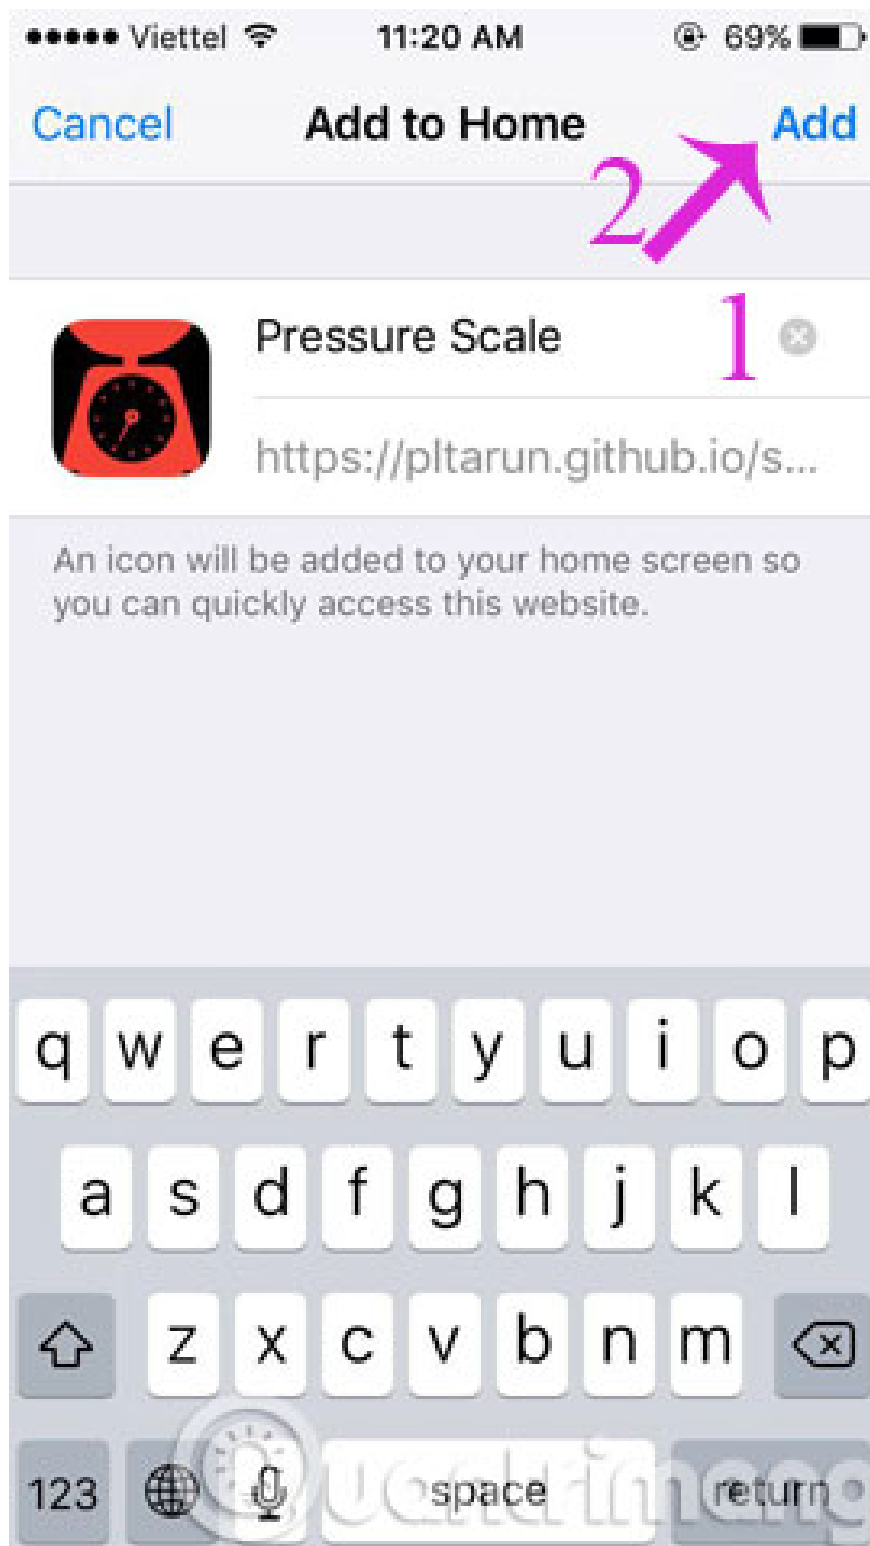 Viettel 11:20 AM 69%
Cancel Add to Home Add
2
Pressure Scale 1
https://pltarun.github.io/s...
An icon will be added to your home screen so
you can quickly access this website.
q w e r t y u i o p
a s d f g h j k l
z x c v b n m
123 space return
Quantrimang